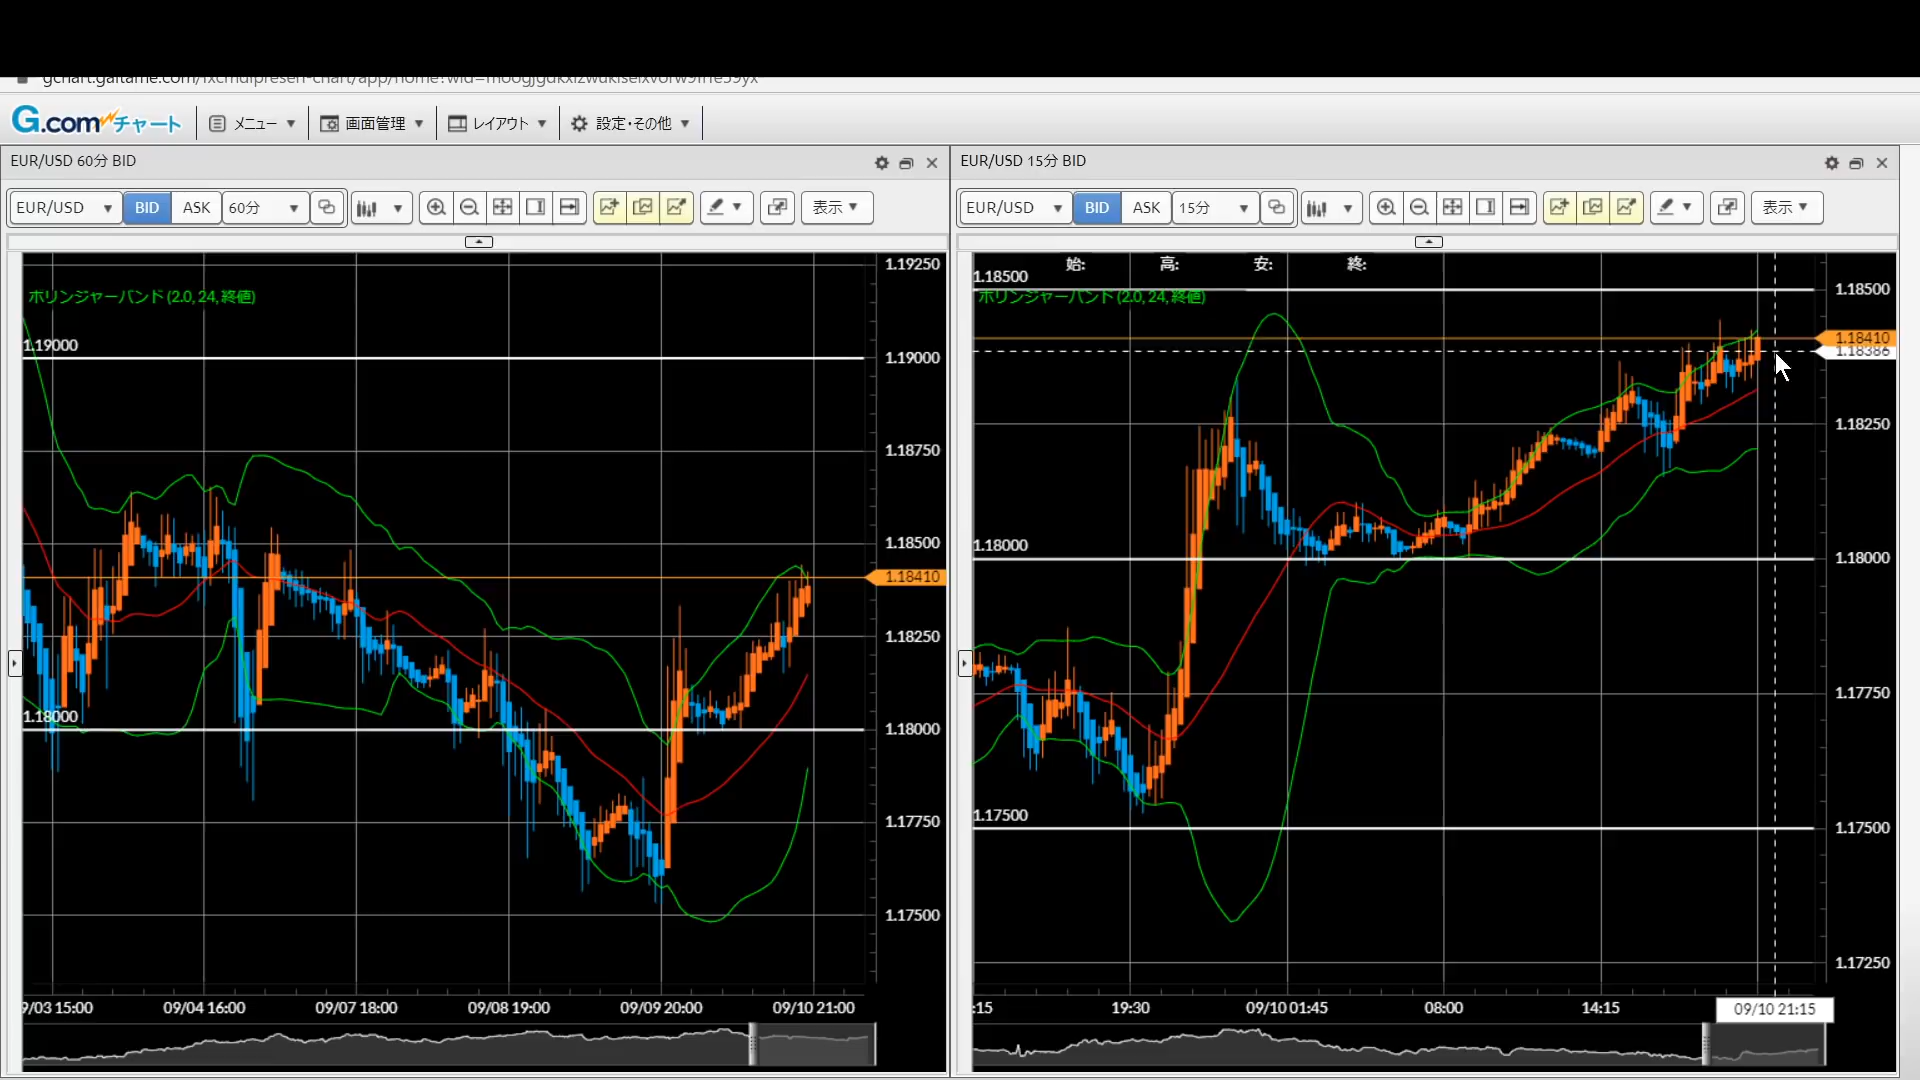 G.comチャート メニュー 画面管理 レイアウト 設定・その他
EUR/USD 60分 BID
EUR/USD BID ASK 60分 表示
ボリンジャーバンド (2.0, 24, 終値)
1.19000
1.18000
1.19250
1.19000
1.18750
1.18500
1.18410
1.18250
1.18000
1.17750
1.17500
9/03 15:00 09/04 16:00 09/07 18:00 09/08 19:00 09/09 20:00 09/10 21:00
EUR/USD 15分 BID
EUR/USD BID ASK 15分 表示
始: 高: 安: 終:
1.18500
ボリンジャーバンド (2.0, 24, 終値)
1.18000
1.17500
1.18500
1.18410
1.18386
1.18250
1.18000
1.17750
1.17500
1.17250
:15 19:30 09/10 01:45 08:00 14:15 09/10 21:15